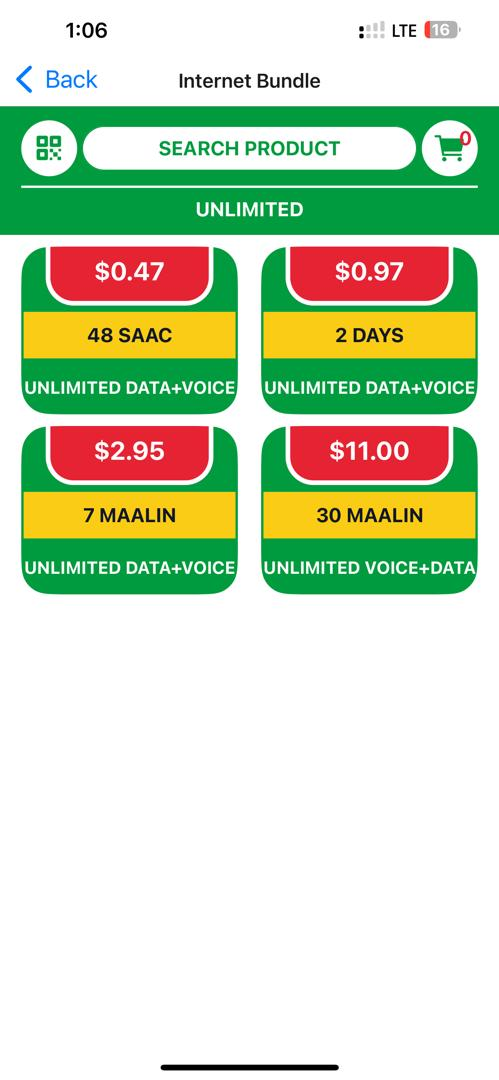 1:06
LTE
16
Back
Internet Bundle
SEARCH PRODUCT
0
UNLIMITED
$0.47
$0.97
48 SAAC
2 DAYS
UNLIMITED DATA+VOICE
UNLIMITED DATA+VOICE
$2.95
$11.00
7 MAALIN
30 MAALIN
UNLIMITED DATA+VOICE
UNLIMITED VOICE+DATA